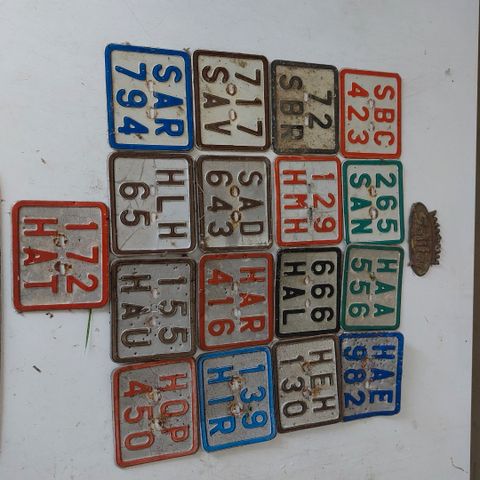 SBC
423
265
SAN
HAA
556
HAE
982
72
SBR
129
HMH
666
HAL
HEH
130
717
SAV
SAD
643
HAR
416
139
HIR
SAR
794
HLH
65
155
HAU
HOP
450
172
HAT